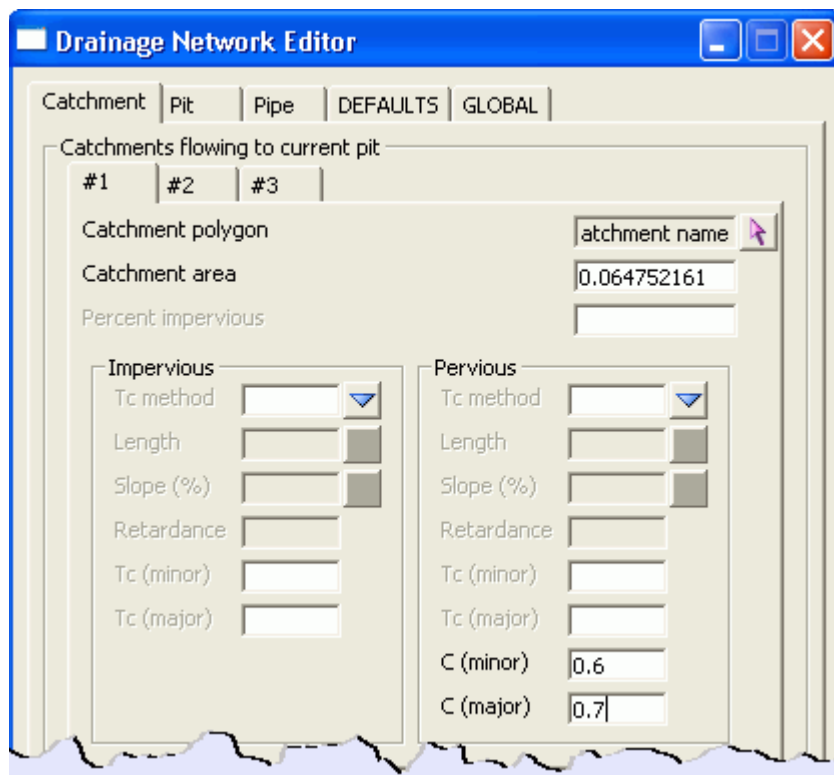 Drainage Network Editor
Catchment Pit Pipe DEFAULTS GLOBAL
Catchments flowing to current pit
#1 #2 #3
Catchment polygon atchment name
Catchment area 0.064752161
Percent impervious
Impervious Pervious
Tc method Tc method
Length Length
Slope (%) Slope (%)
Retardance Retardance
Tc (minor) Tc (minor)
Tc (major) Tc (major)
C (minor) 0.6
C (major) 0.7